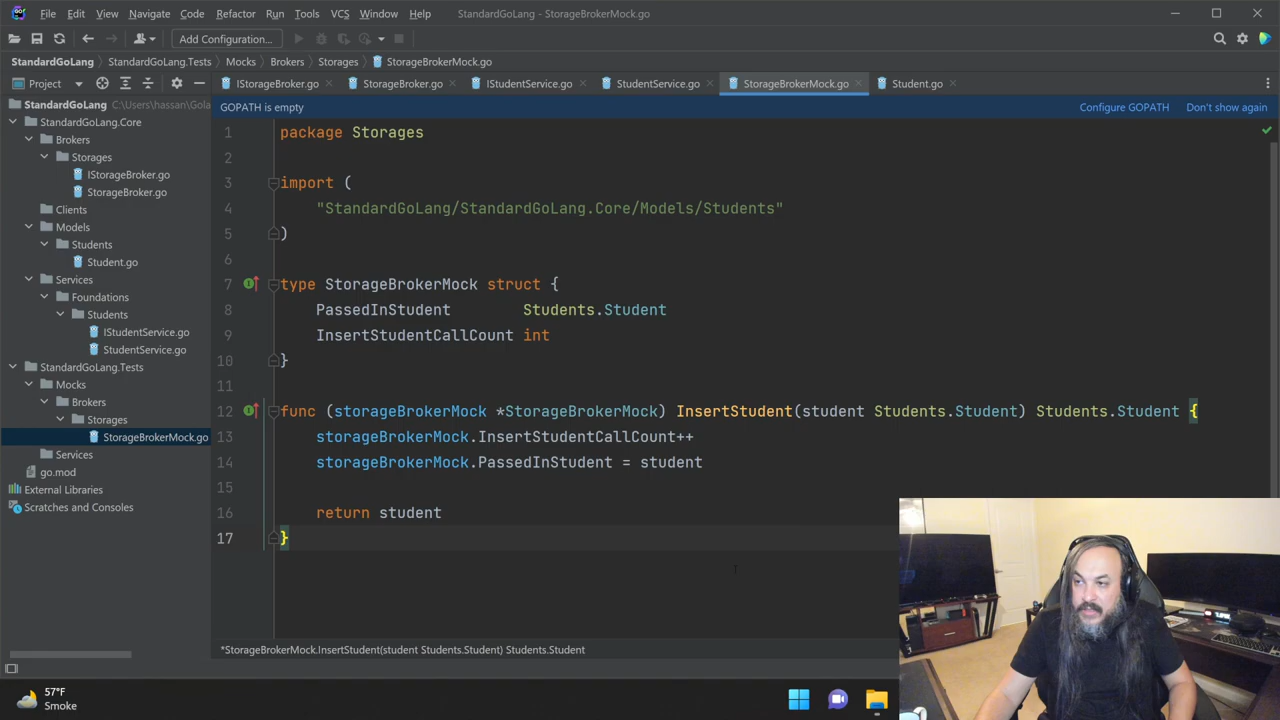 File Edit View Navigate Code Refactor Run Tools VCS Window Help StandardGoLang - StorageBrokerMock.go
Add Configuration...
StandardGoLang StandardGoLang.Tests Mocks Brokers Storages StorageBrokerMock.go
Project
IStorageBroker.go StorageBroker.go IStudentService.go StudentService.go StorageBrokerMock.go Student.go
GOPATH is empty Configure GOPATH Don't show again
StandardGoLang C:\Users\hassan\Gola
StandardGoLang.Core
Brokers
Storages
IStorageBroker.go
StorageBroker.go
Clients
Models
Students
Student.go
Services
Foundations
Students
IStudentService.go
StudentService.go
StandardGoLang.Tests
Mocks
Brokers
Storages
StorageBrokerMock.go
Services
go.mod
External Libraries
Scratches and Consoles
1 package Storages
2
3 import (
4 "StandardGoLang/StandardGoLang.Core/Models/Students"
5 )
6
7 type StorageBrokerMock struct {
8 PassedInStudent Students.Student
9 InsertStudentCallCount int
10 }
11
12 func (storageBrokerMock *StorageBrokerMock) InsertStudent(student Students.Student) Students.Student {
13 storageBrokerMock.InsertStudentCallCount++
14 storageBrokerMock.PassedInStudent = student
15
16 return student
17 }
*StorageBrokerMock.InsertStudent(student Students.Student) Students.Student
57°F
Smoke